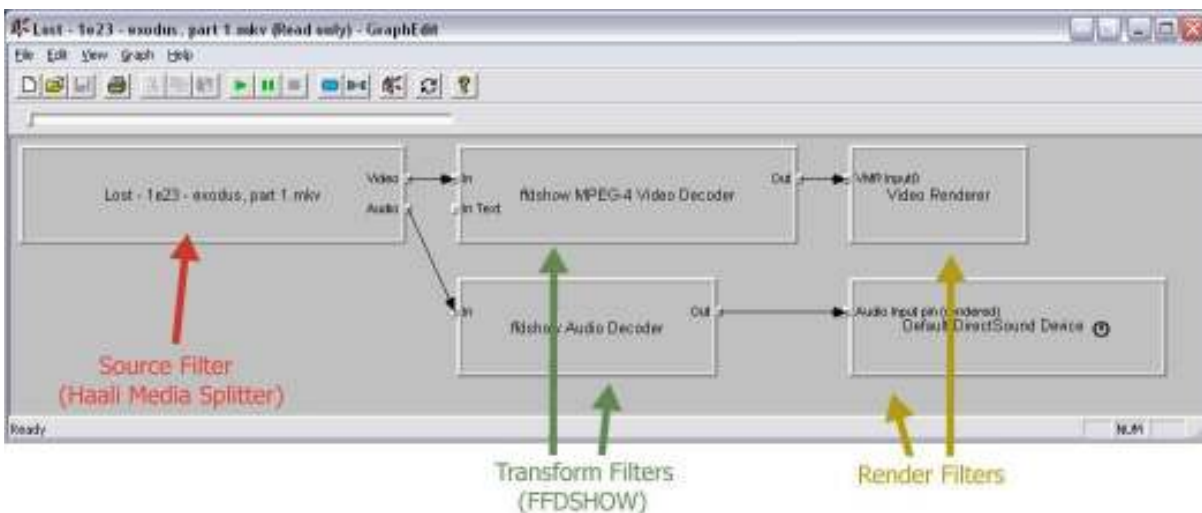 Lost - 1e23 - exodus, part 1.mkv (Read only) - GraphEdit
File Edit View Graph Help
Lost - 1e23 - exodus, part 1.mkv
Video
Audio
In
In Text
ffdshow MPEG-4 Video Decoder
Out
VMR Input0
Video Renderer
In
ffdshow Audio Decoder
Out
Audio Input pin (rendered)
Default DirectSound Device
Source Filter
(Haali Media Splitter)
Ready
NUM
Transform Filters
(FFDSHOW)
Render Filters